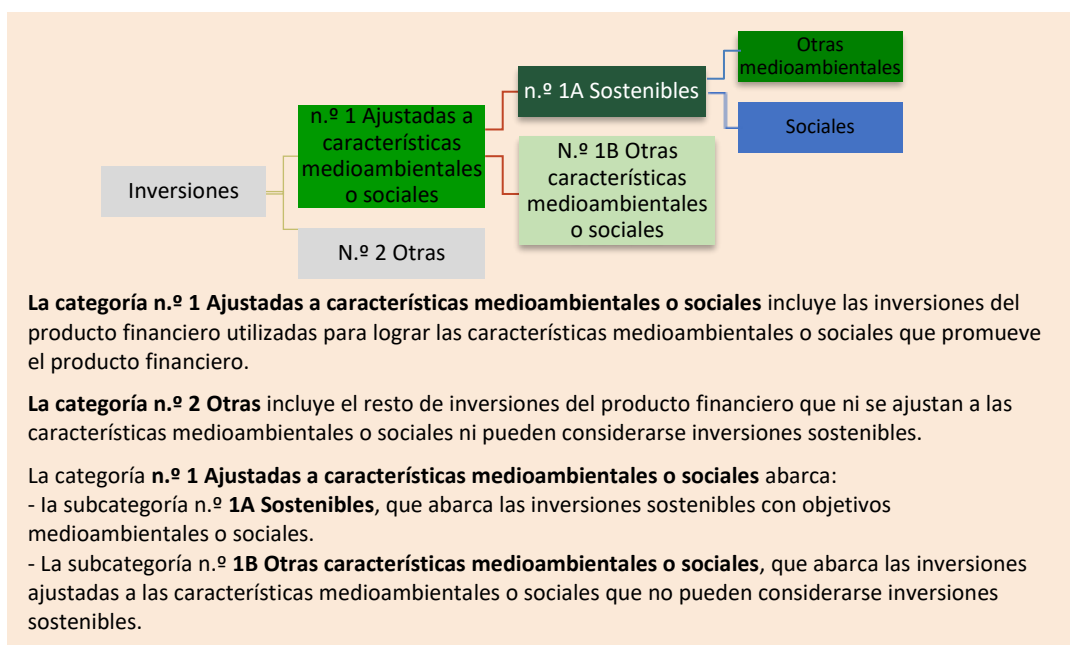 Otras
medioambientales
n.º 1A Sostenibles
n.º 1 Ajustadas a
características
medioambientales
o sociales
Sociales
N.º 1B Otras
características
medioambientales
o sociales
Inversiones
N.º 2 Otras
La categoría n.º 1 Ajustadas a características medioambientales o sociales incluye las inversiones del
producto financiero utilizadas para lograr las características medioambientales o sociales que promueve
el producto financiero.
La categoría n.º 2 Otras incluye el resto de inversiones del producto financiero que ni se ajustan a las
características medioambientales o sociales ni pueden considerarse inversiones sostenibles.
La categoría n.º 1 Ajustadas a características medioambientales o sociales abarca:
- la subcategoría n.º 1A Sostenibles, que abarca las inversiones sostenibles con objetivos
medioambientales o sociales.
- La subcategoría n.º 1B Otras características medioambientales o sociales, que abarca las inversiones
ajustadas a las características medioambientales o sociales que no pueden considerarse inversiones
sostenibles.